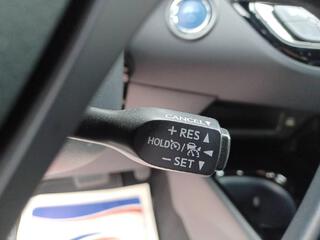 CANCEL
+ RES ▲
HOLD / ◀
− SET ▼